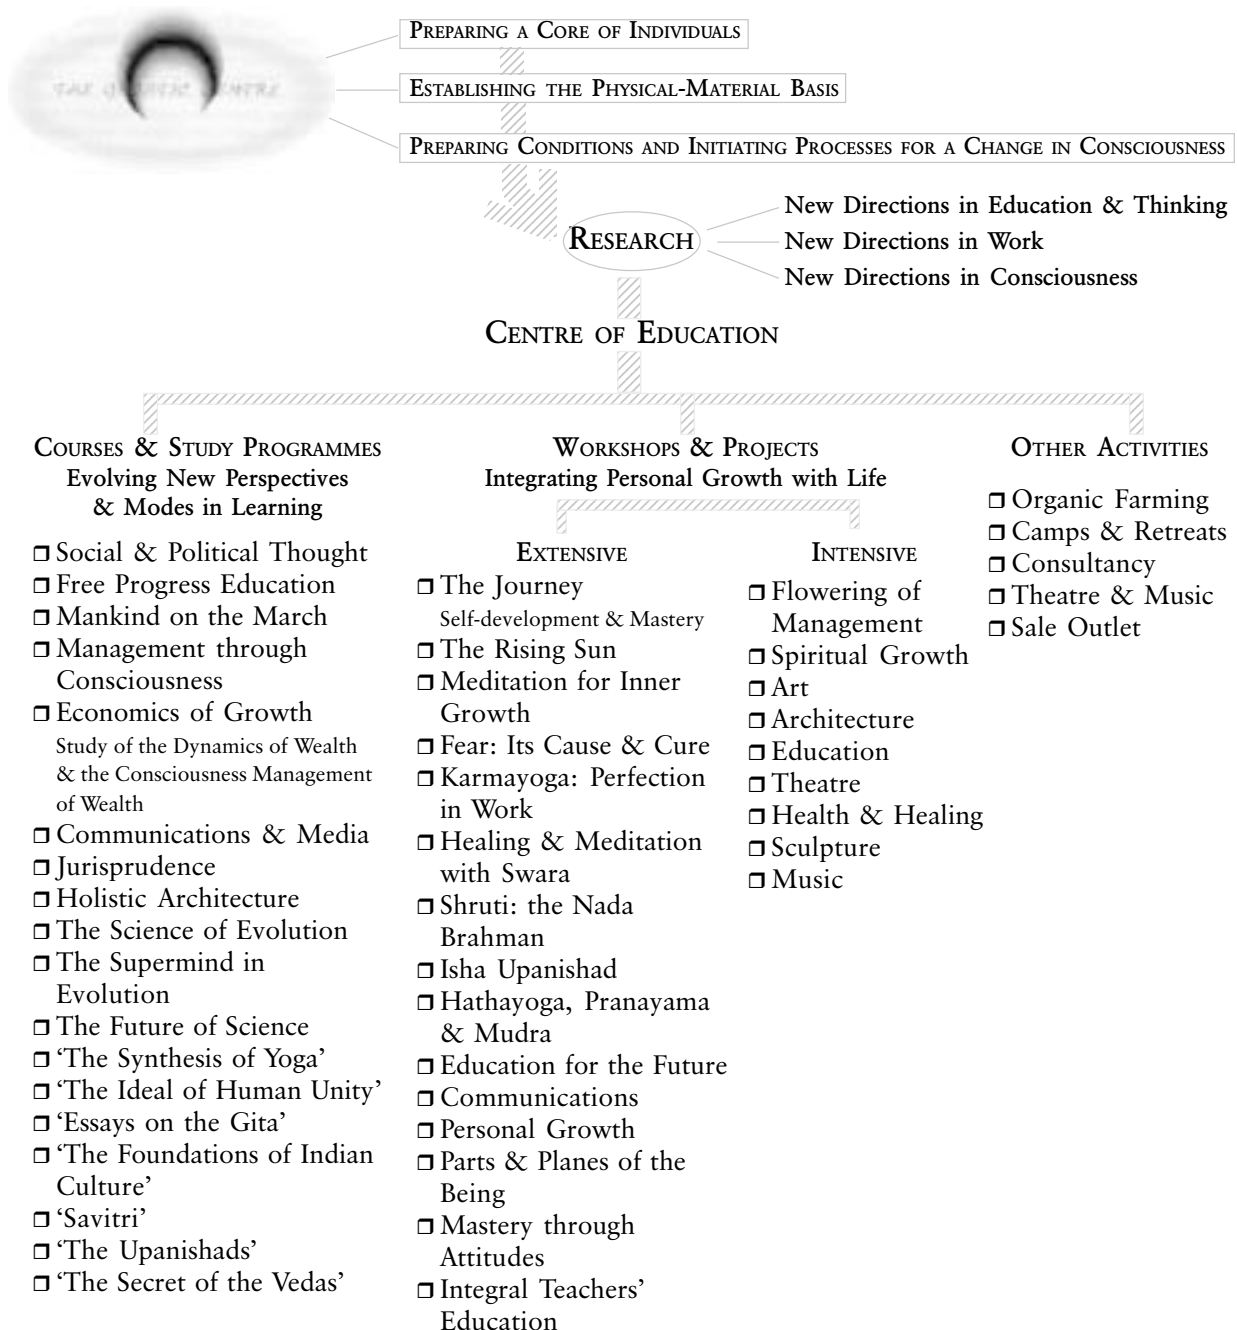 THE GNOSTIC CENTRE
PREPARING A CORE OF INDIVIDUALS
ESTABLISHING THE PHYSICAL-MATERIAL BASIS
PREPARING CONDITIONS AND INITIATING PROCESSES FOR A CHANGE IN CONSCIOUSNESS
RESEARCH
New Directions in Education & Thinking
New Directions in Work
New Directions in Consciousness
CENTRE OF EDUCATION
COURSES & STUDY PROGRAMMES
Evolving New Perspectives
& Modes in Learning
Social & Political Thought
Free Progress Education
Mankind on the March
Management through
Consciousness
Economics of Growth
Study of the Dynamics of Wealth
& the Consciousness Management
of Wealth
Communications & Media
Jurisprudence
Holistic Architecture
The Science of Evolution
The Supermind in
Evolution
The Future of Science
‘The Synthesis of Yoga’
‘The Ideal of Human Unity’
‘Essays on the Gita’
‘The Foundations of Indian
Culture’
‘Savitri’
‘The Upanishads’
‘The Secret of the Vedas’
WORKSHOPS & PROJECTS
Integrating Personal Growth with Life
EXTENSIVE
The Journey
Self-development & Mastery
The Rising Sun
Meditation for Inner
Growth
Fear: Its Cause & Cure
Karmayoga: Perfection
in Work
Healing & Meditation
with Swara
Shruti: the Nada
Brahman
Isha Upanishad
Hathayoga, Pranayama
& Mudra
Education for the Future
Communications
Personal Growth
Parts & Planes of the
Being
Mastery through
Attitudes
Integral Teachers’
Education
INTENSIVE
Flowering of
Management
Spiritual Growth
Art
Architecture
Education
Theatre
Health & Healing
Sculpture
Music
OTHER ACTIVITIES
Organic Farming
Camps & Retreats
Consultancy
Theatre & Music
Sale Outlet